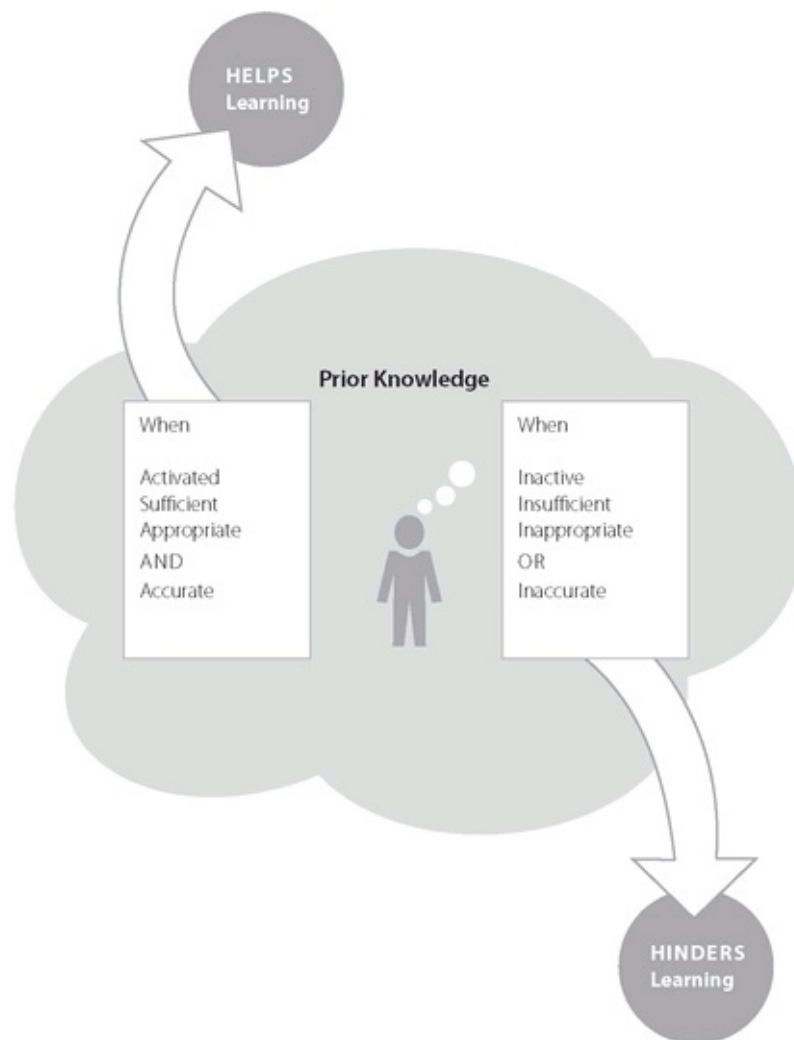 HELPS
Learning
Prior Knowledge
When
Activated
Sufficient
Appropriate
AND
Accurate
When
Inactive
Insufficient
Inappropriate
OR
Inaccurate
HINDERS
Learning